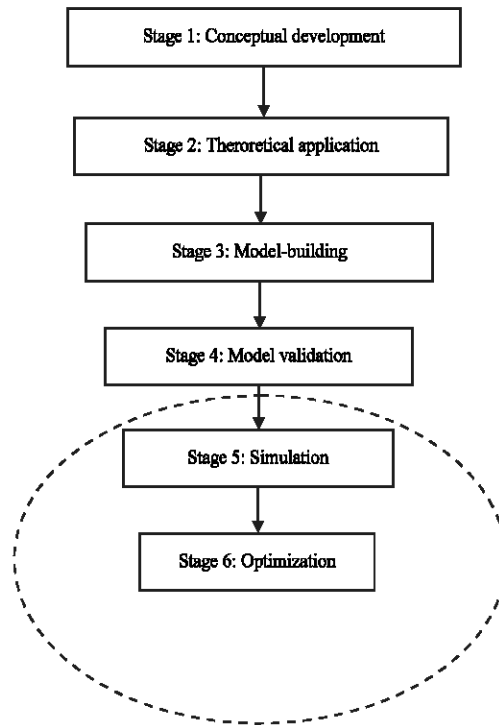 Stage 1: Conceptual development
Stage 2: Theroretical application
Stage 3: Model-building
Stage 4: Model validation
Stage 5: Simulation
Stage 6: Optimization